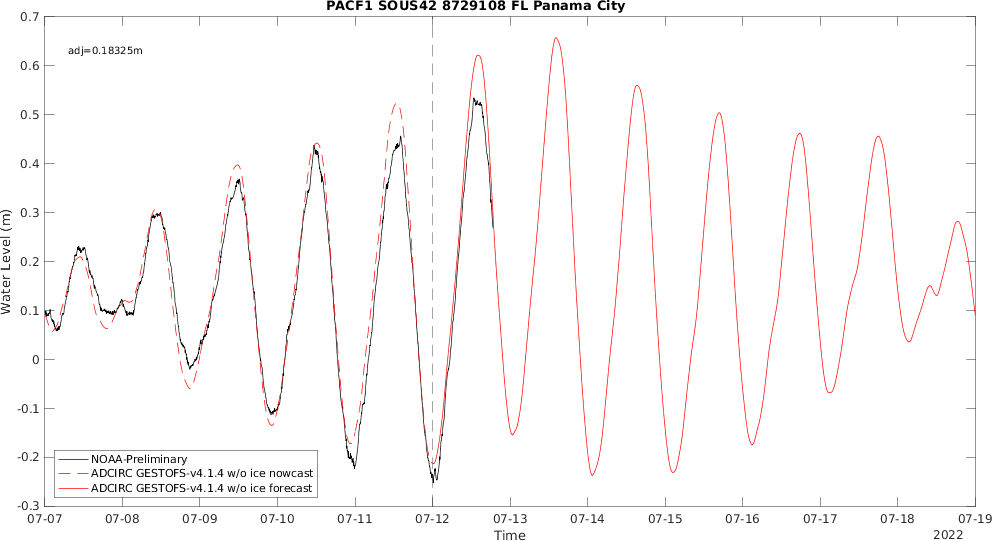 PACF1 SOUS42 8729108 FL Panama City
adj=0.18325m
Water Level (m)
0.7
0.6
0.5
0.4
0.3
0.2
0.1
0
-0.1
-0.2
-0.3
NOAA-Preliminary
ADCIRC GESTOFS-v4.1.4 w/o ice nowcast
ADCIRC GESTOFS-v4.1.4 w/o ice forecast
07-07 07-08 07-09 07-10 07-11 07-12 07-13 07-14 07-15 07-16 07-17 07-18 07-19
Time
2022